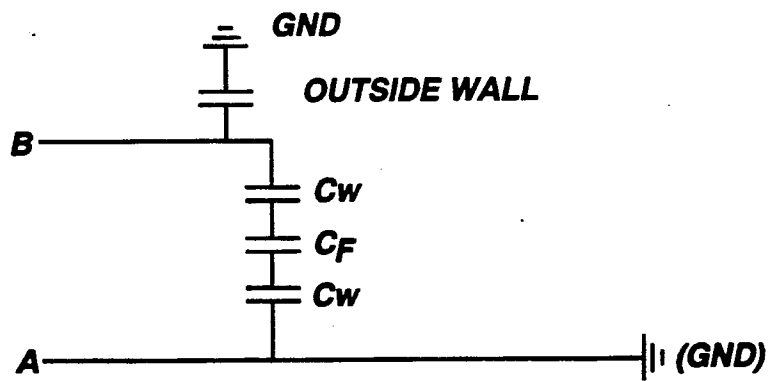 GND
OUTSIDE WALL
B
Cw
CF
Cw
A
(GND)